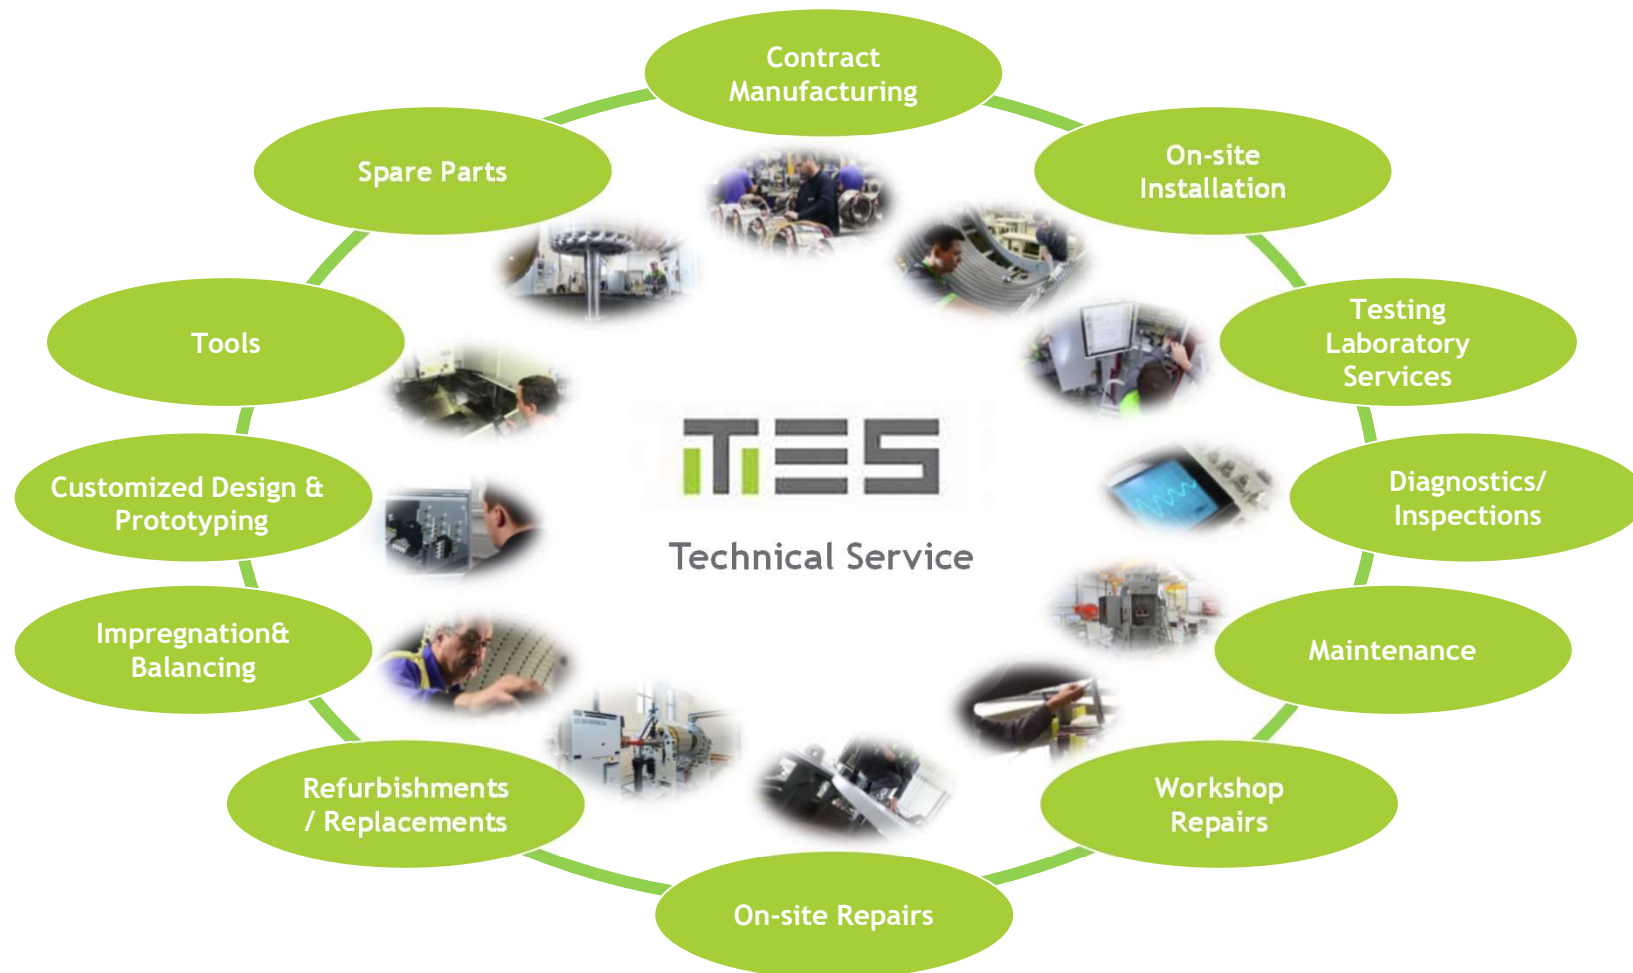 Contract
Manufacturing
On-site
Installation
Testing
Laboratory
Services
Diagnostics/
Inspections
Maintenance
Workshop
Repairs
On-site Repairs
Refurbishments
/ Replacements
Impregnation&
Balancing
Customized Design &
Prototyping
Tools
Spare Parts
TES
Technical Service